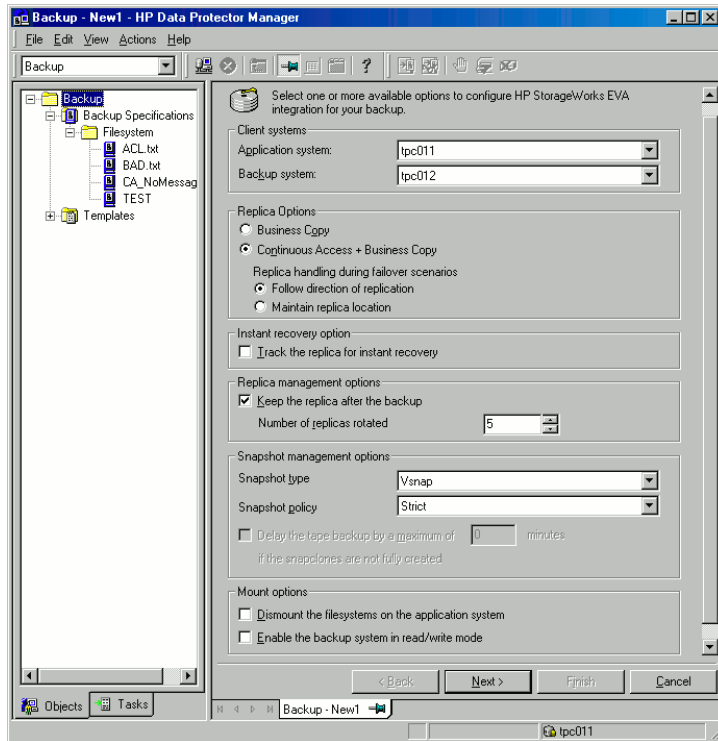 Backup - New1 - HP Data Protector Manager
File Edit View Actions Help
Backup
Backup
Backup Specifications
Filesystem
ACL.txt
BAD.txt
CA_NoMessag
TEST
Templates
Objects
Tasks
Select one or more available options to configure HP StorageWorks EVA
integration for your backup.
Client systems
Application system: tpc011
Backup system: tpc012
Replica Options
Business Copy
Continuous Access + Business Copy
Replica handling during failover scenarios
Follow direction of replication
Maintain replica location
Instant recovery option
Track the replica for instant recovery
Replica management options
Keep the replica after the backup
Number of replicas rotated 5
Snapshot management options
Snapshot type Vsnap
Snapshot policy Strict
Delay the tape backup by a maximum of 0 minutes
if the snapclones are not fully created
Mount options
Dismount the filesystems on the application system
Enable the backup system in read/write mode
< Back Next > Finish Cancel
Backup - New1
tpc011